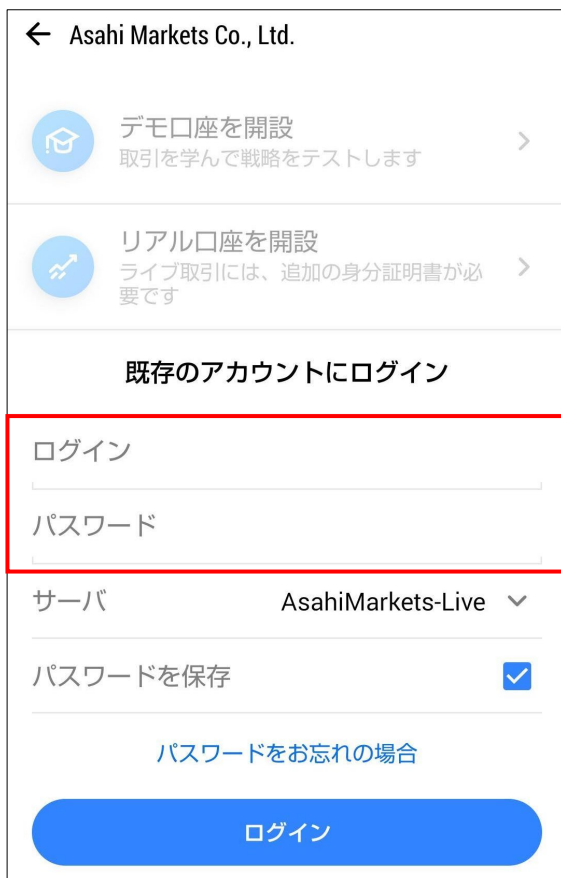 Asahi Markets Co., Ltd.
デモ口座を開設
取引を学んで戦略をテストします
リアル口座を開設
ライブ取引には、追加の身分証明書が必
要です
既存のアカウントにログイン
ログイン
パスワード
サーバ AsahiMarkets-Live
パスワードを保存
パスワードをお忘れの場合
ログイン